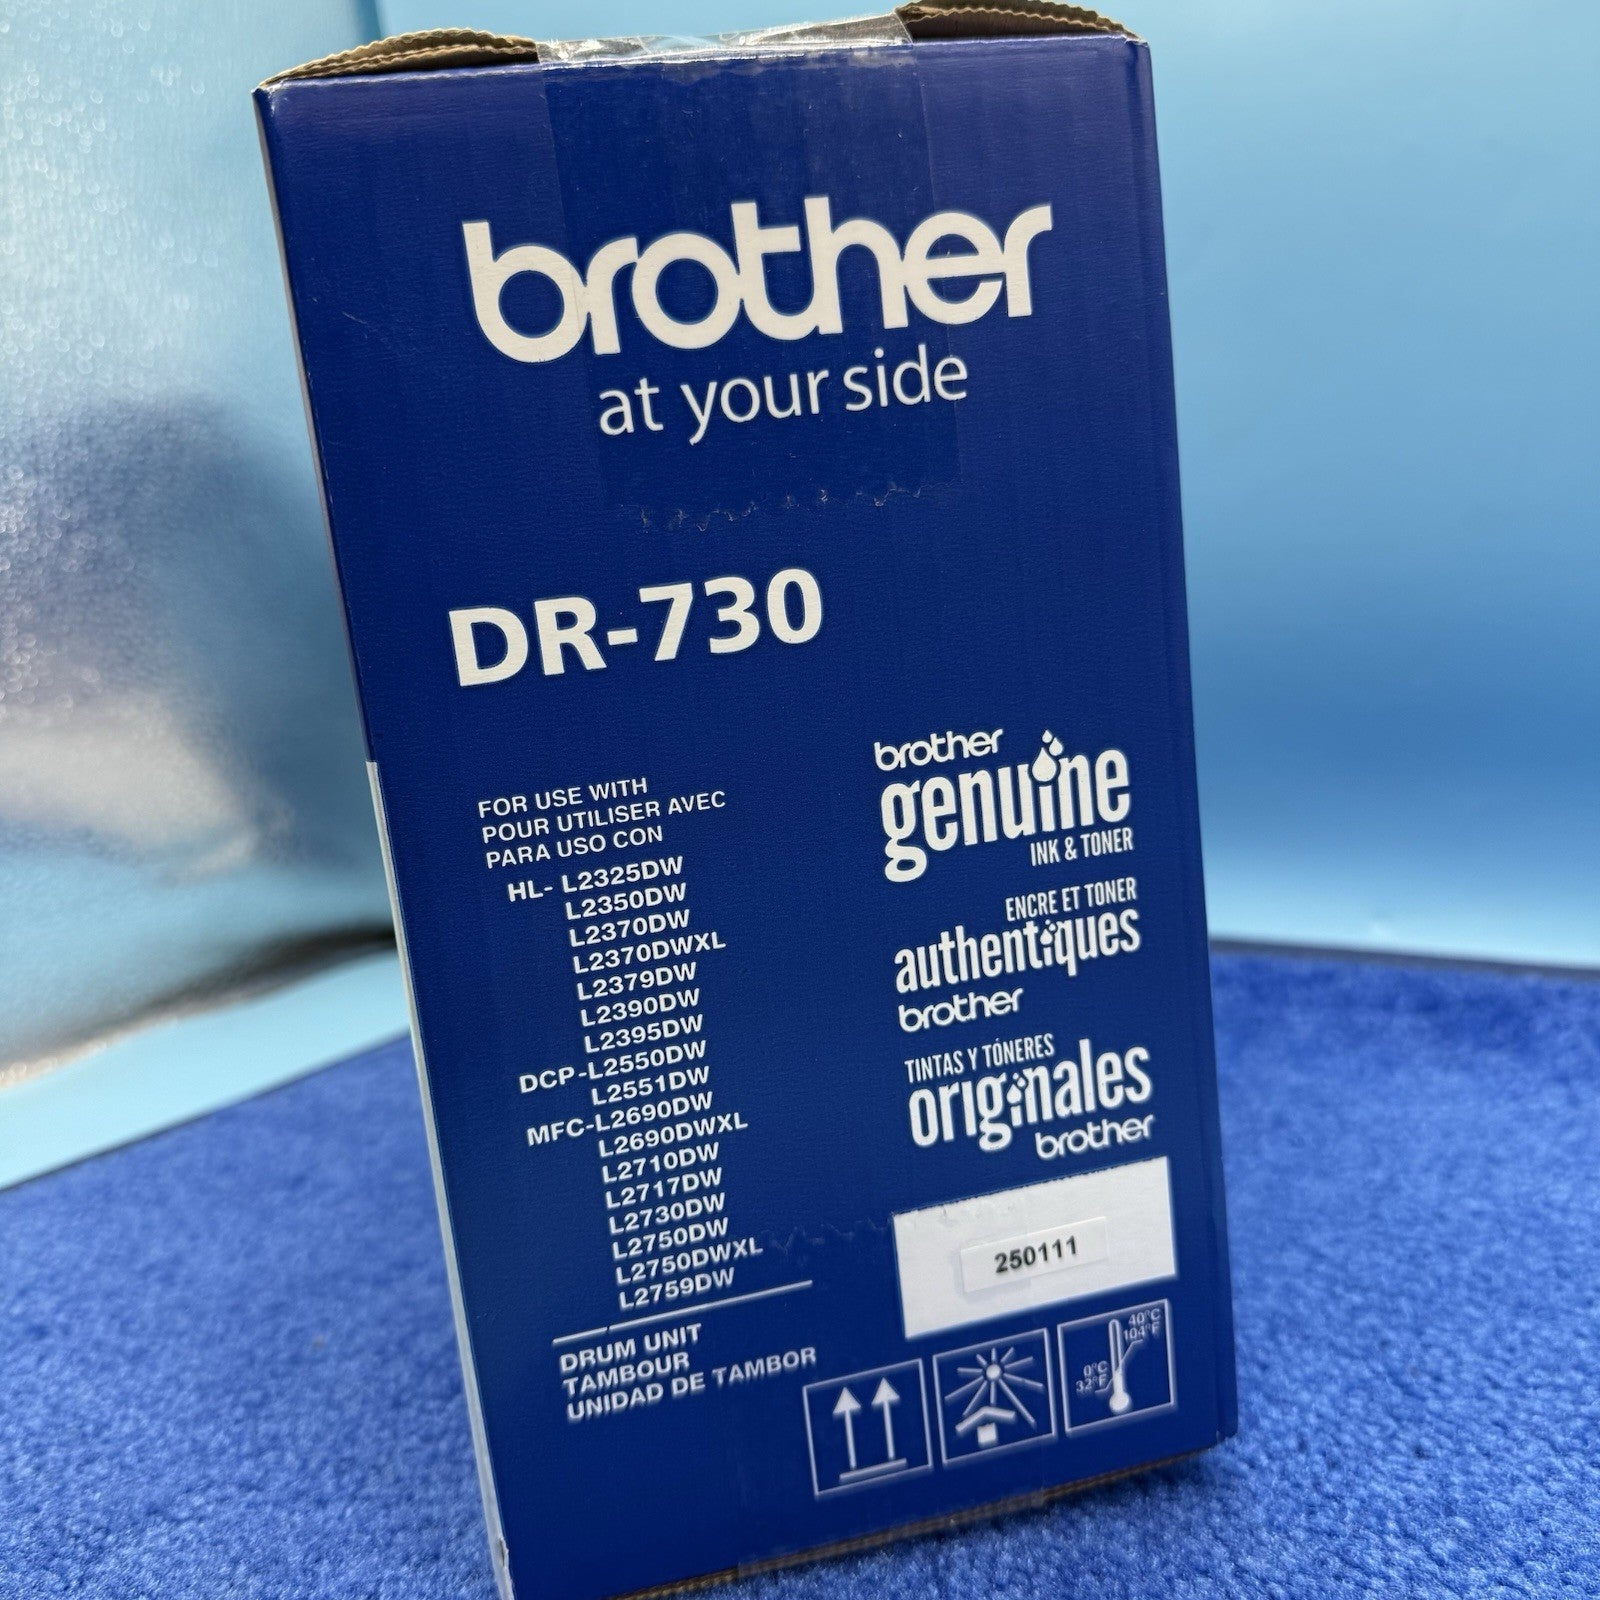 brother
at your side
DR-730
FOR USE WITH
POUR UTILISER AVEC
PARA USO CON
HL- L2325DW
L2350DW
L2370DW
L2370DWXL
L2379DW
L2390DW
L2395DW
DCP-L2550DW
L2551DW
MFC-L2690DW
L2690DWXL
L2710DW
L2717DW
L2730DW
L2750DW
L2750DWXL
L2759DW
DRUM UNIT
TAMBOUR
UNIDAD DE TAMBOR
brother
genuine
INK & TONER
ENCRE ET TONER
authentiques
brother
TINTAS Y TÓNERES
originales
brother
250111
40°C
104°F
0°C
32°F